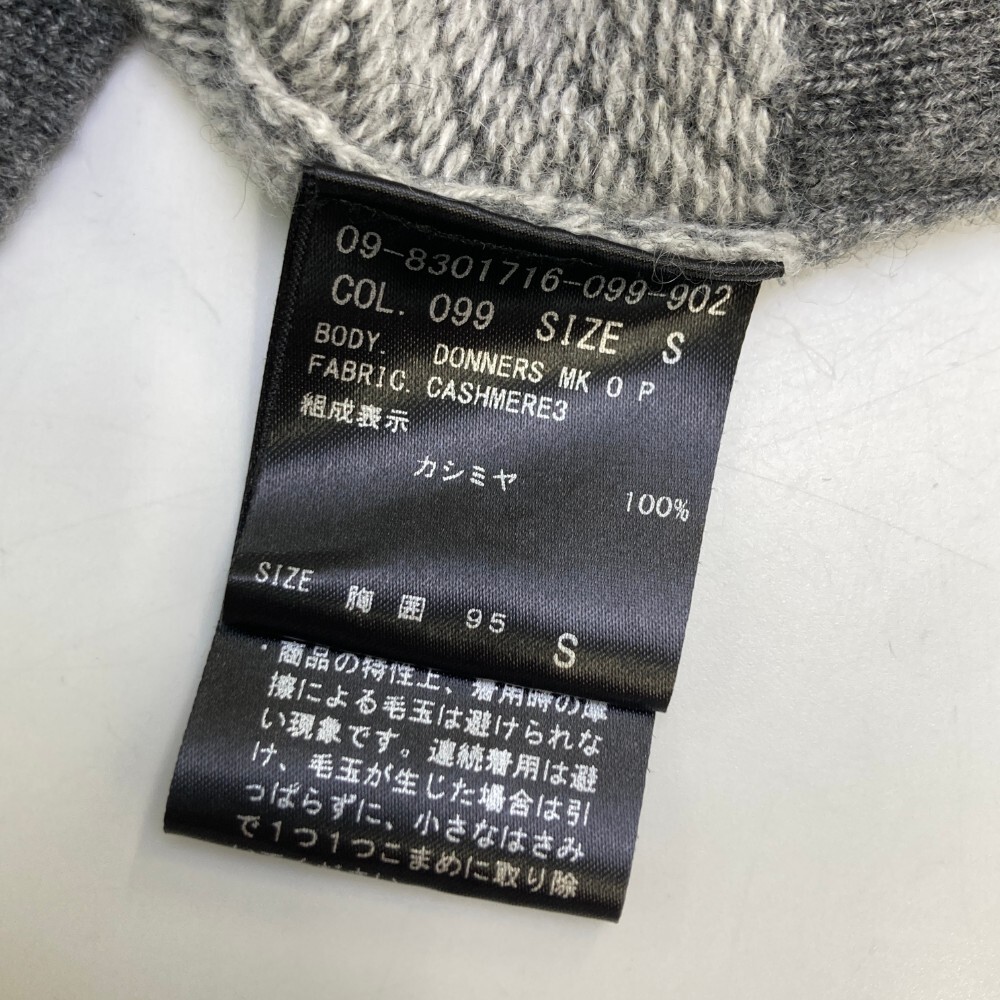 09-8301716-099-902
COL. 099 SIZE S
BODY. DONNERS MK O P
FABRIC. CASHMERE3
組成表示
カシミヤ 100%
SIZE 胸囲 95 S
・商品の特性上、着用時の摩
擦による毛玉は避けられな
い現象です。連続着用は避
け、毛玉が生じた場合は引
っぱらずに、小さなはさみ
で1つ1つこまめに取り除